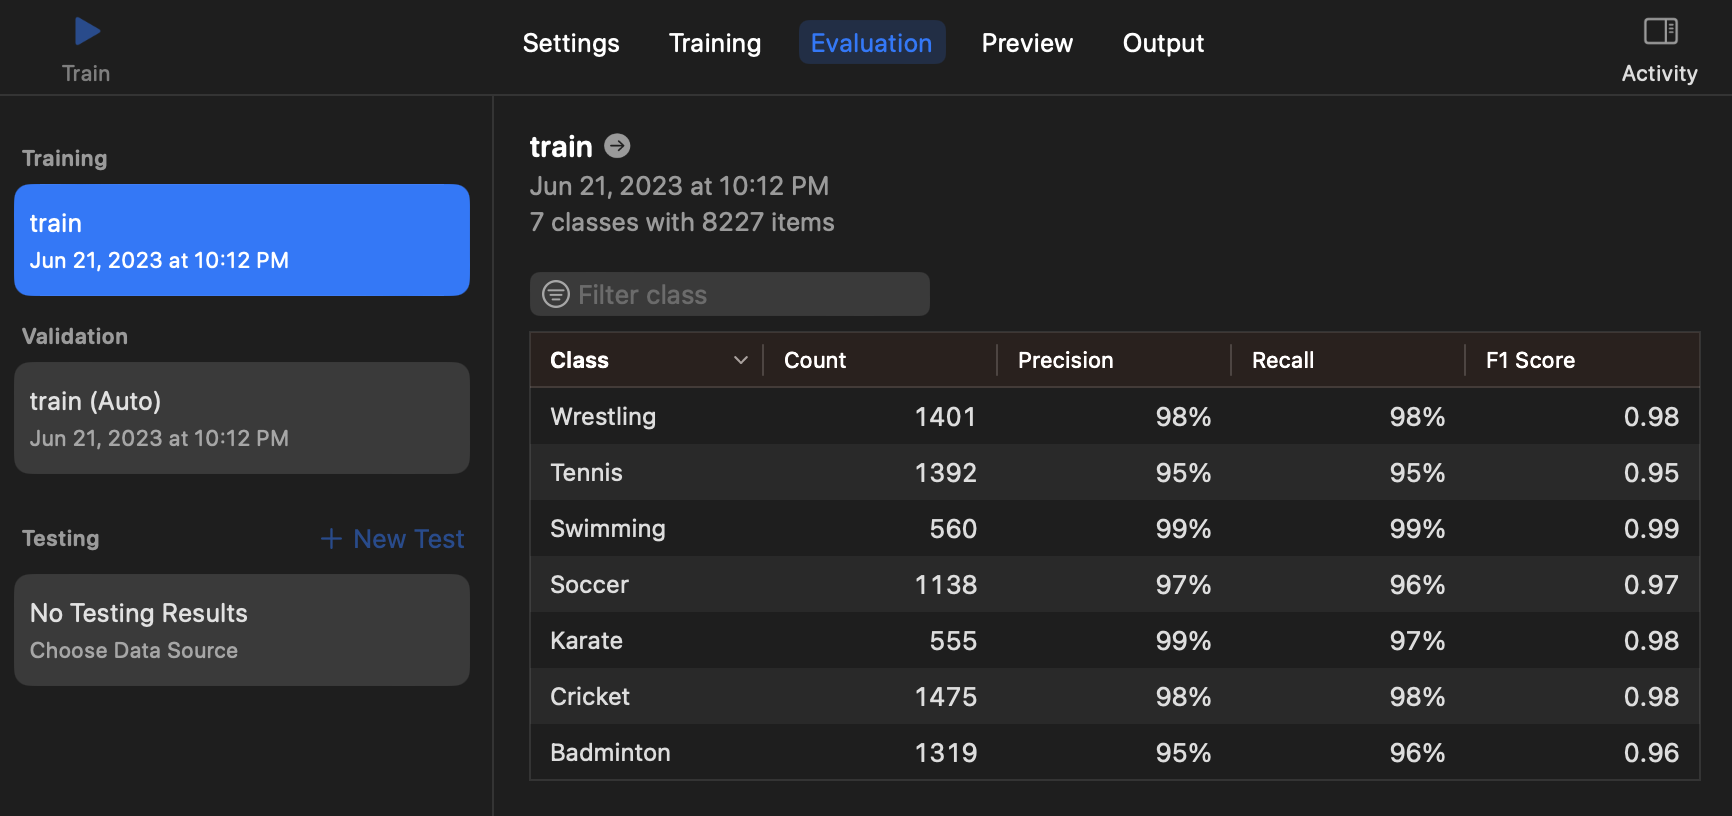 Train
Settings Training Evaluation Preview Output
Activity
Training
train
Jun 21, 2023 at 10:12 PM
Validation
train (Auto)
Jun 21, 2023 at 10:12 PM
Testing + New Test
No Testing Results
Choose Data Source
train
Jun 21, 2023 at 10:12 PM
7 classes with 8227 items
Filter class
Class Count Precision Recall F1 Score
Wrestling 1401 98% 98% 0.98
Tennis 1392 95% 95% 0.95
Swimming 560 99% 99% 0.99
Soccer 1138 97% 96% 0.97
Karate 555 99% 97% 0.98
Cricket 1475 98% 98% 0.98
Badminton 1319 95% 96% 0.96